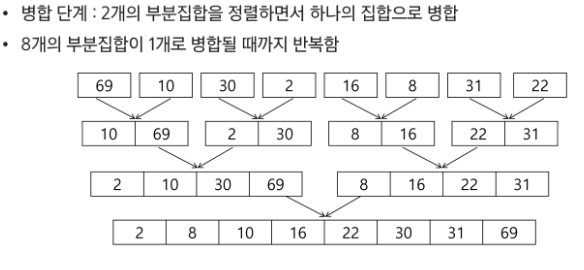 • 병합 단계 : 2개의 부분집합을 정렬하면서 하나의 집합으로 병합
• 8개의 부분집합이 1개로 병합될 때까지 반복함
69 10 30 2 16 8 31 22
10 69 2 30 8 16 22 31
2 10 30 69 8 16 22 31
2 8 10 16 22 30 31 69